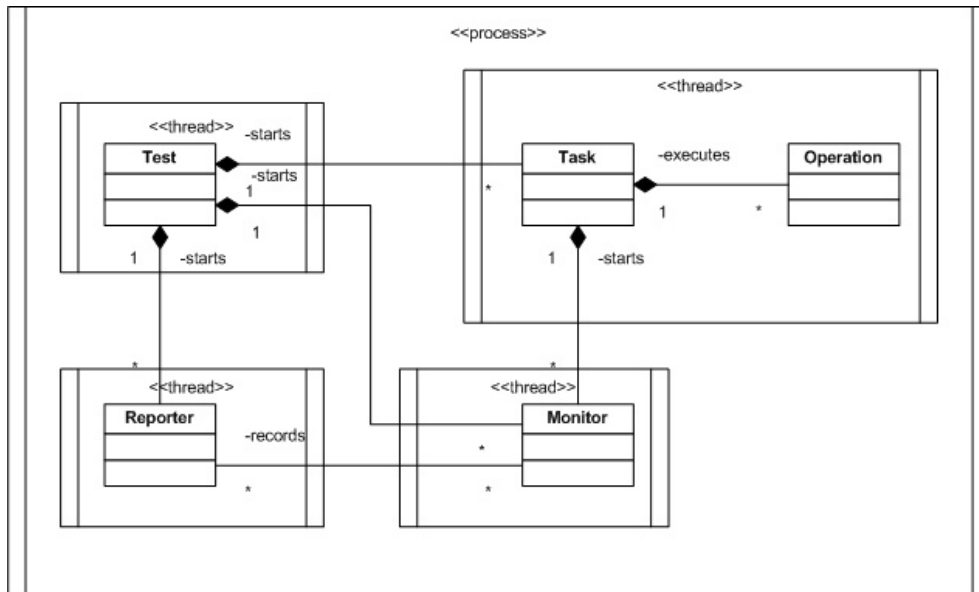 <<process>>
<<thread>>
<<thread>>
-starts
Test
Task
-executes
Operation
-starts
1
*
1
*
1
1
-starts
1
-starts
*
*
<<thread>>
<<thread>>
Reporter
Monitor
-records
*
*
*